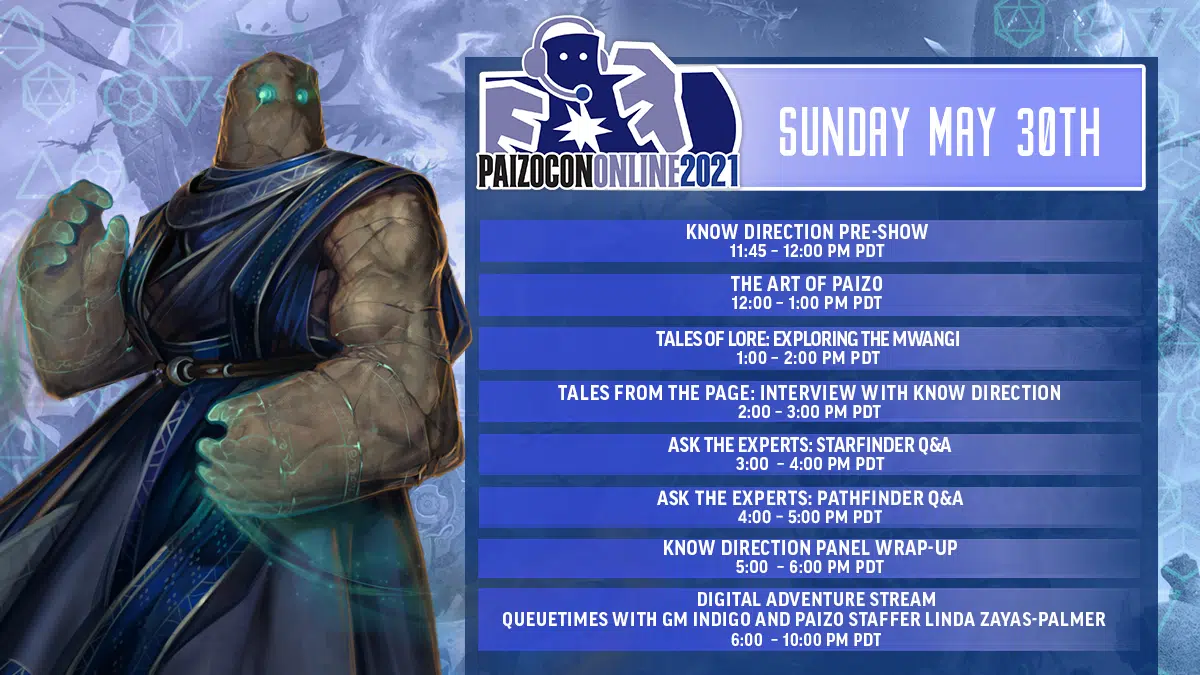 PAIZOCONONLINE2021
SUNDAY MAY 30TH
KNOW DIRECTION PRE-SHOW
11:45 – 12:00 PM PDT
THE ART OF PAIZO
12:00 – 1:00 PM PDT
TALES OF LORE: EXPLORING THE MWANGI
1:00 – 2:00 PM PDT
TALES FROM THE PAGE: INTERVIEW WITH KNOW DIRECTION
2:00 – 3:00 PM PDT
ASK THE EXPERTS: STARFINDER Q&A
3:00 – 4:00 PM PDT
ASK THE EXPERTS: PATHFINDER Q&A
4:00 – 5:00 PM PDT
KNOW DIRECTION PANEL WRAP-UP
5:00 – 6:00 PM PDT
DIGITAL ADVENTURE STREAM
QUEUETIMES WITH GM INDIGO AND PAIZO STAFFER LINDA ZAYAS-PALMER
6:00 – 10:00 PM PDT